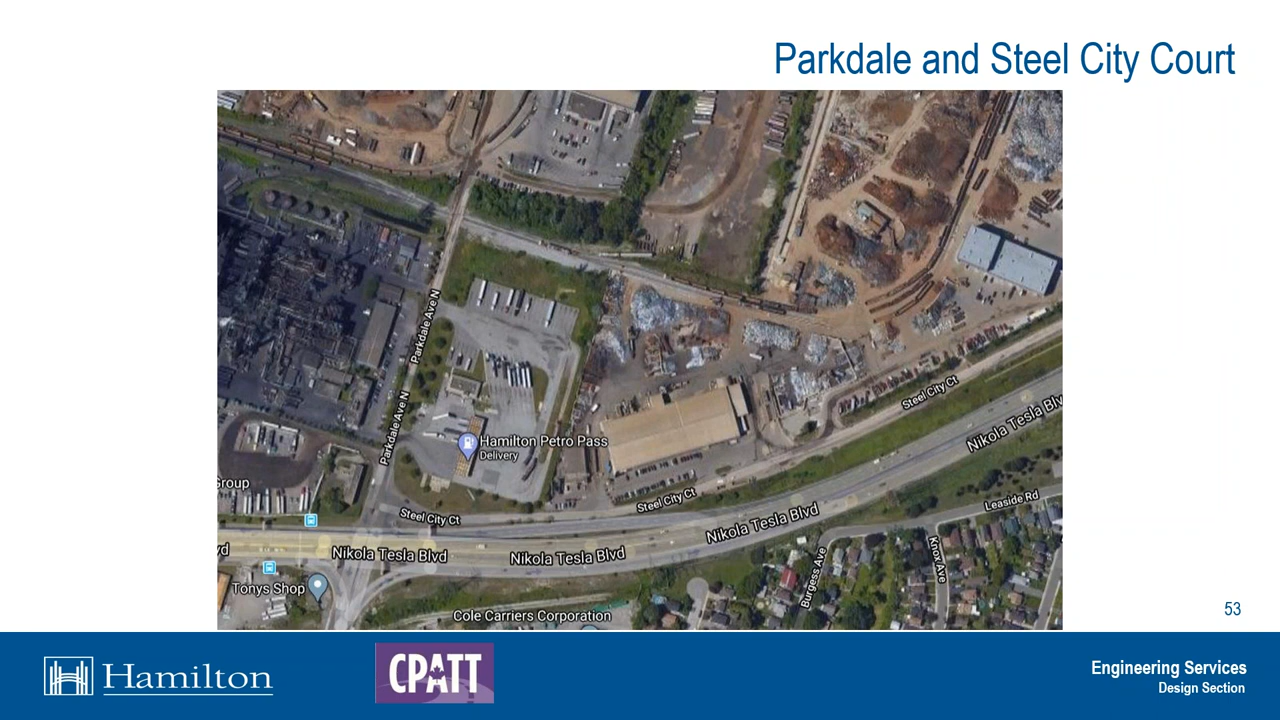 Parkdale and Steel City Court
Parkdale Ave N
Parkdale Ave N
Hamilton Petro Pass
Delivery
Group
Steel City Ct
Steel City Ct
Steel City Ct
Nikola Tesla Blv
Nikola Tesla Blvd
Leaside Rd
vd
Nikola Tesla Blvd
Nikola Tesla Blvd
Burgess Ave
Knox Ave
Tonys Shop
Cole Carriers Corporation
53
Hamilton
CPATT
Engineering Services
Design Section